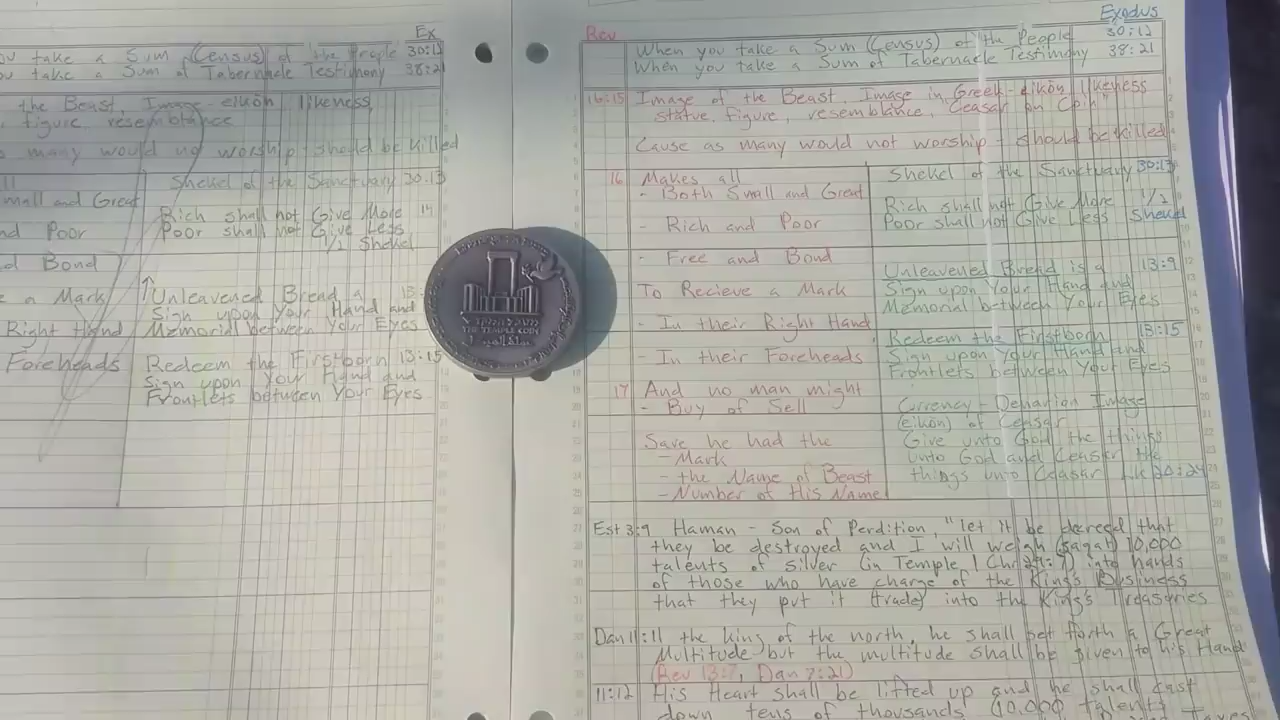 Ex
ou take a Sum (Census) of the People 30:12
ou take a Sum of Tabernacle Testimony 38:21
the Beast, Image - eikōn, likeness,
figure, resemblance
many would no worship - should be killed
Shekel of the Sanctuary 30:13
mall and Great
Rich shall not Give More 14
nd Poor
Poor shall not Give Less
1/2 Shekel
d Bond
e a Mark
Unleavened Bread a
Sign upon your Hand and
Right Hand
Memorial between Your Eyes
Foreheads
Redeem the Firstborn 13:15
Sign upon your Hand and
Frontlets between Your Eyes
THE TEMPLE COIN
Exodus
Rev
When you take a Sum (Census) of the People 30:12
When you take a Sum of Tabernacle Testimony 38:21
Image of the Beast, Image in Greek - eikōn likeness
statue, figure, resemblance, Ceasar on Coin"
Cause as many would not worship - should be killed
16 Makes all
- Both Small and Great
- Rich and Poor
- Free and Bond
To Recieve a Mark
- In their Right Hand
- In their Foreheads
17 And no man might
- Buy of Sell
Save he had the
- Mark
- the Name of Beast
- Number of His Name
Shekel of the Sanctuary 30:13
Rich shall not Give More 1/2
Poor shall not Give Less Shekel
Unleavened Bread is a 13:9
Sign upon Your Hand and
Memorial between Your Eyes
Redeem the Firstborn 13:15
Sign upon Your Hand and
Frontlets between Your Eyes
Currency - Denarion Image
(eikōn) of Ceasar
Give unto God the things
unto God and Ceasar the
things unto Ceasar
Est 3:9 Haman - Son of Perdition, "let it be decreed that
they be destroyed and I will weigh (saqal) 10,000
talents of silver (in Temple, 1 Chr 29:7) into hands
of those who have charge of the King's Business
that they put it (trade) into the King's Treasuries
Dan 11:11 the king of the north, he shall set forth a Great
Multitude but the multitude shall be given to his Hand
(Rev 13:7, Dan 7:21)
11:12 His Heart shall be lifted up and he shall cast
down tens of thousands